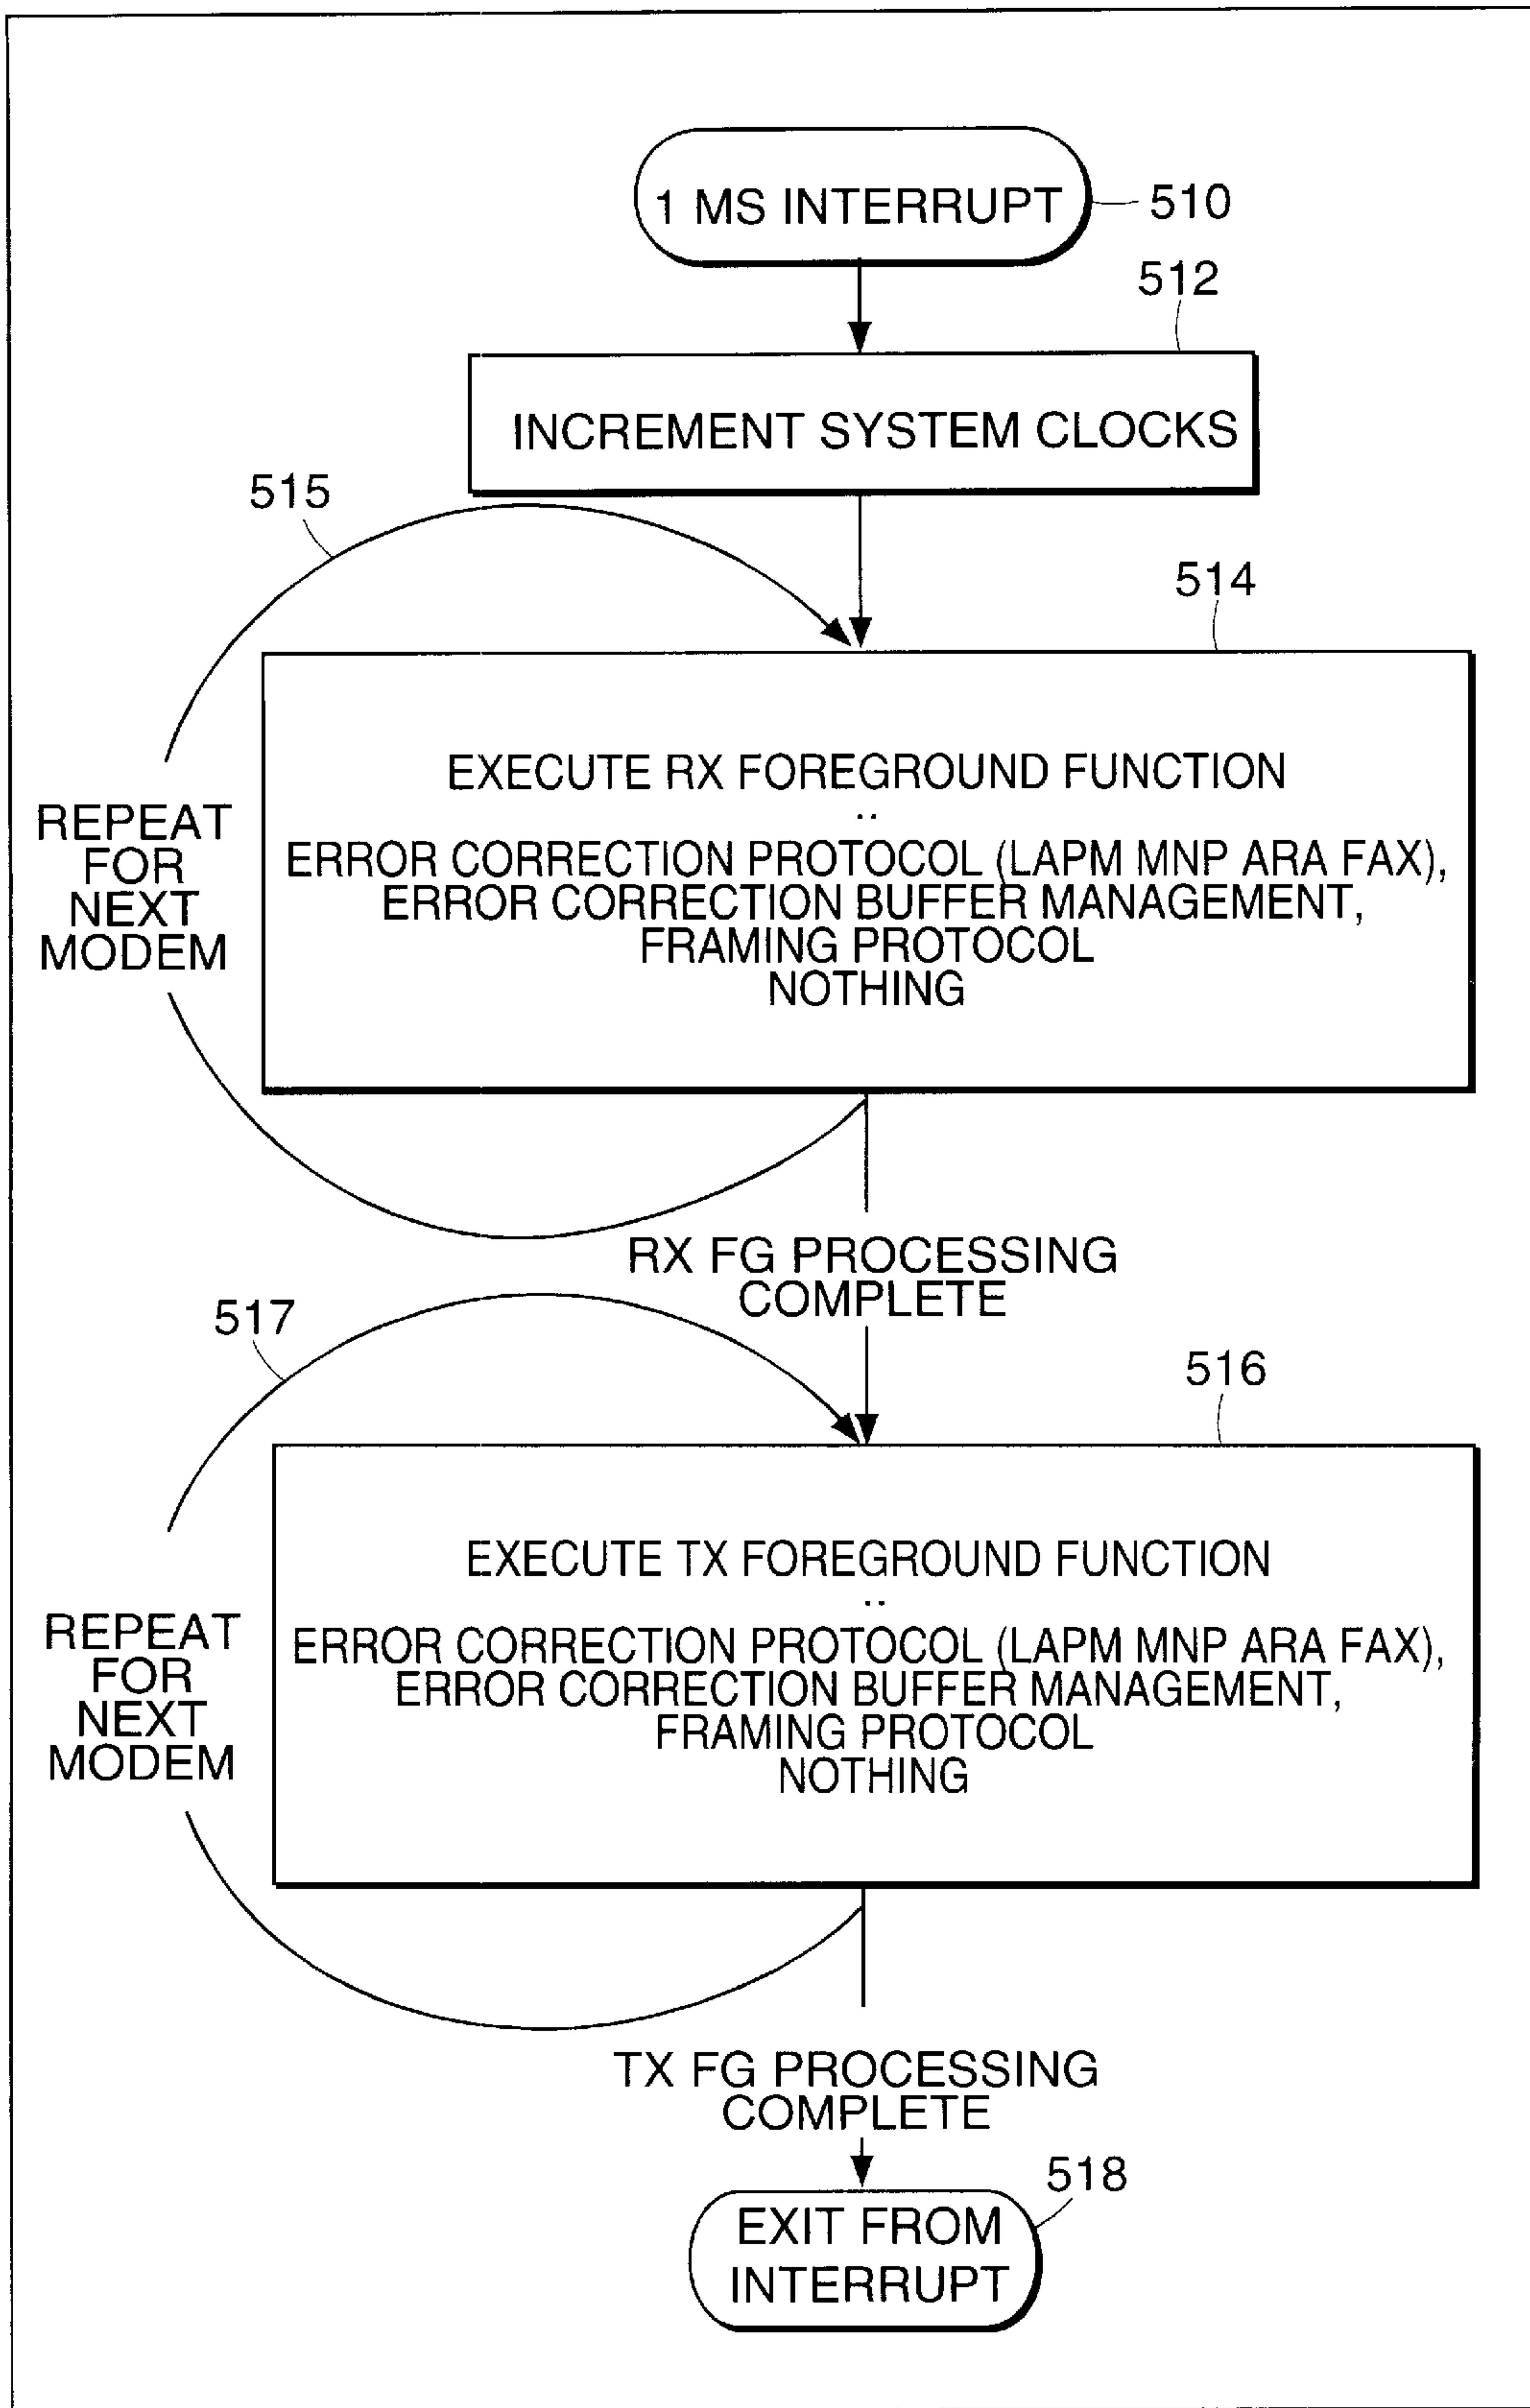 1 MS INTERRUPT
510
512
INCREMENT SYSTEM CLOCKS
515
514
EXECUTE RX FOREGROUND FUNCTION
..
ERROR CORRECTION PROTOCOL (LAPM MNP ARA FAX),
ERROR CORRECTION BUFFER MANAGEMENT,
FRAMING PROTOCOL
NOTHING
REPEAT
FOR
NEXT
MODEM
RX FG PROCESSING
COMPLETE
517
516
EXECUTE TX FOREGROUND FUNCTION
..
ERROR CORRECTION PROTOCOL (LAPM MNP ARA FAX),
ERROR CORRECTION BUFFER MANAGEMENT,
FRAMING PROTOCOL
NOTHING
REPEAT
FOR
NEXT
MODEM
TX FG PROCESSING
COMPLETE
518
EXIT FROM
INTERRUPT